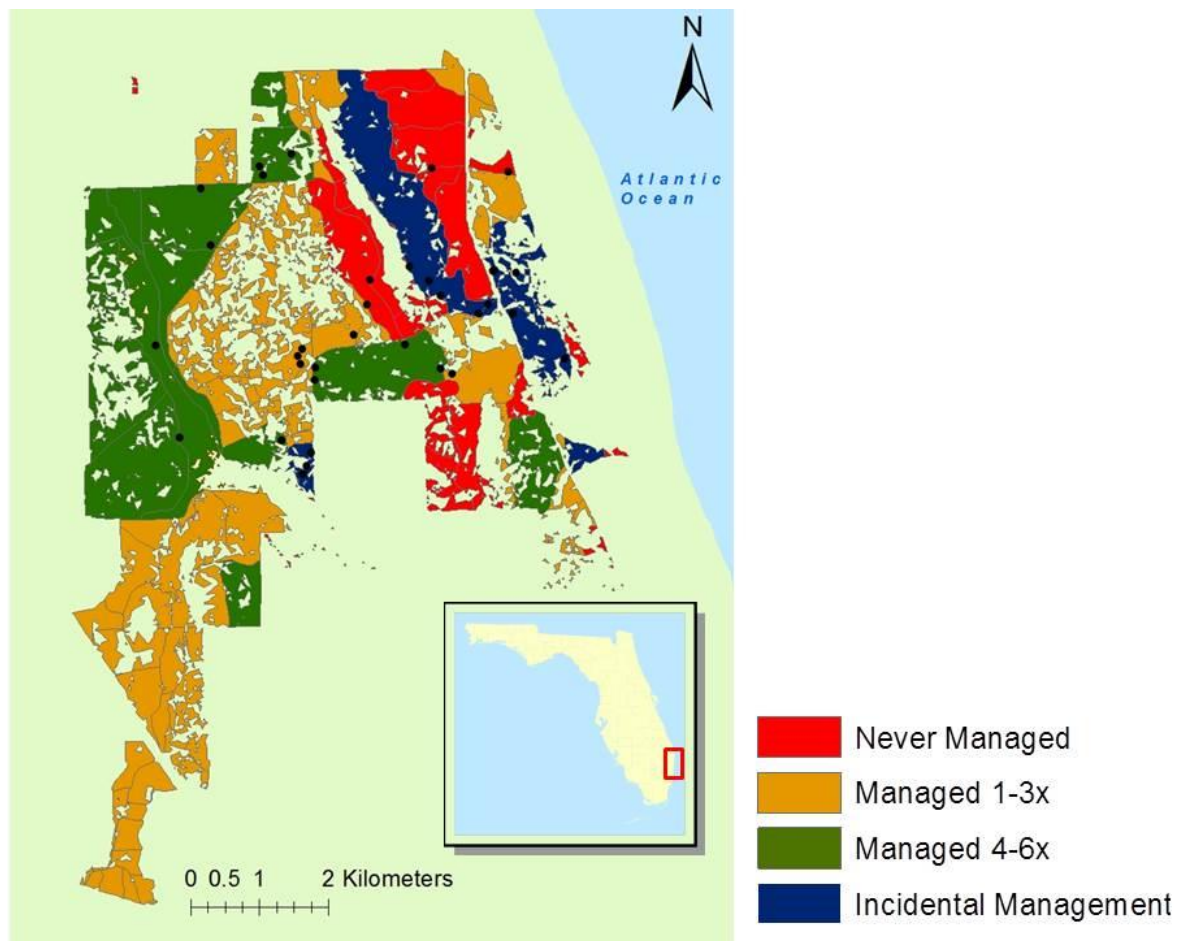 N
Atlantic
Ocean
0 0.5 1 2 Kilometers
Never Managed
Managed 1-3x
Managed 4-6x
Incidental Management